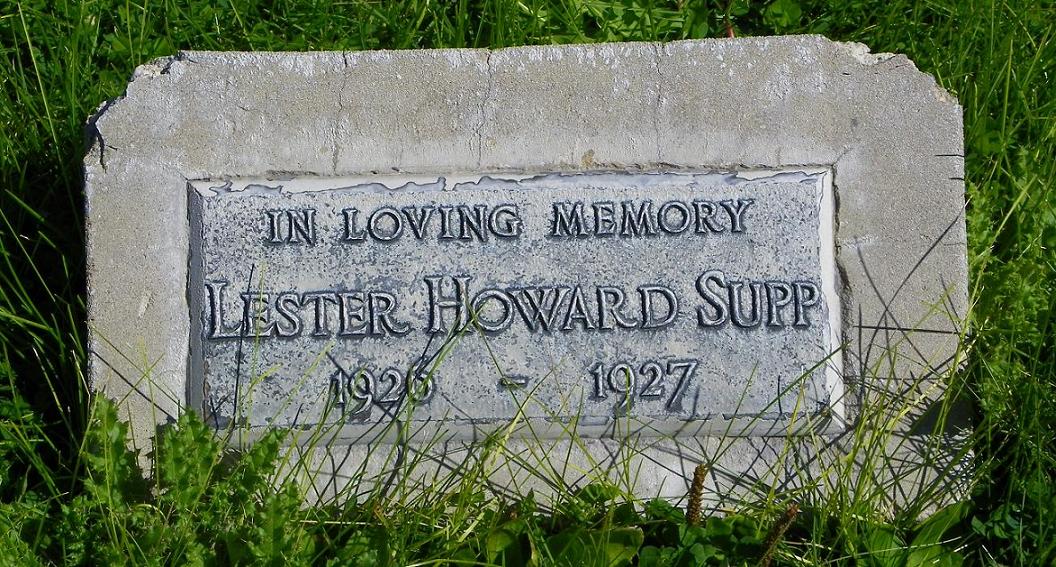 IN LOVING MEMORY
LESTER HOWARD SUPP
1926 - 1927